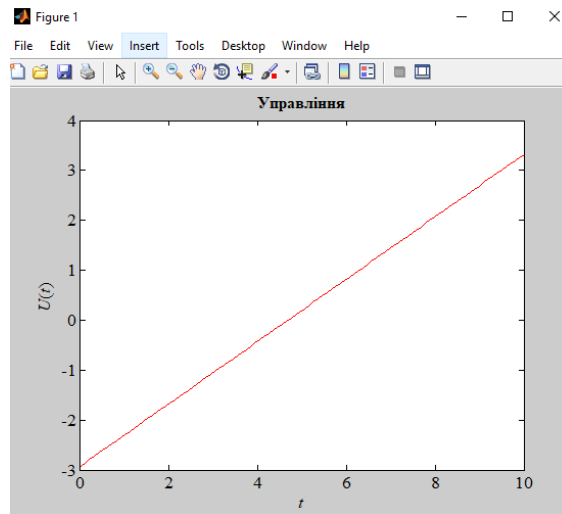 Figure 1
File Edit View Insert Tools Desktop Window Help
Управління
4
3
2
1
0
-1
-2
-3
U(t)
0 2 4 6 8 10
t